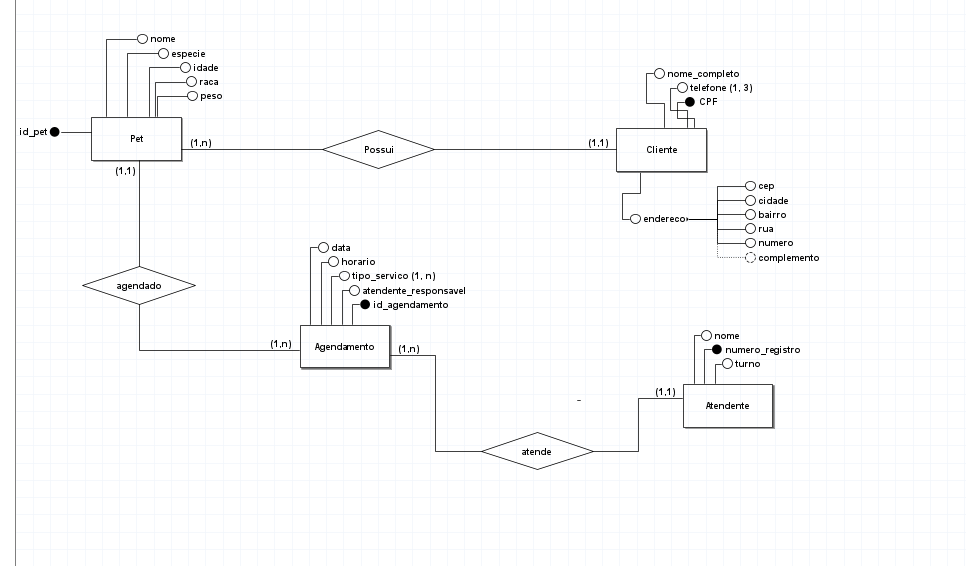 nome
especie
idade
raca
peso
id_pet
Pet
(1,n)
Possui
(1,1)
Cliente
nome_completo
telefone (1, 3)
CPF
(1,1)
endereco
cep
cidade
bairro
rua
numero
complemento
agendado
data
horario
tipo_servico (1, n)
atendente_responsavel
id_agendamento
(1,n)
Agendamento
(1,n)
nome
numero_registro
turno
(1,1)
Atendente
atende